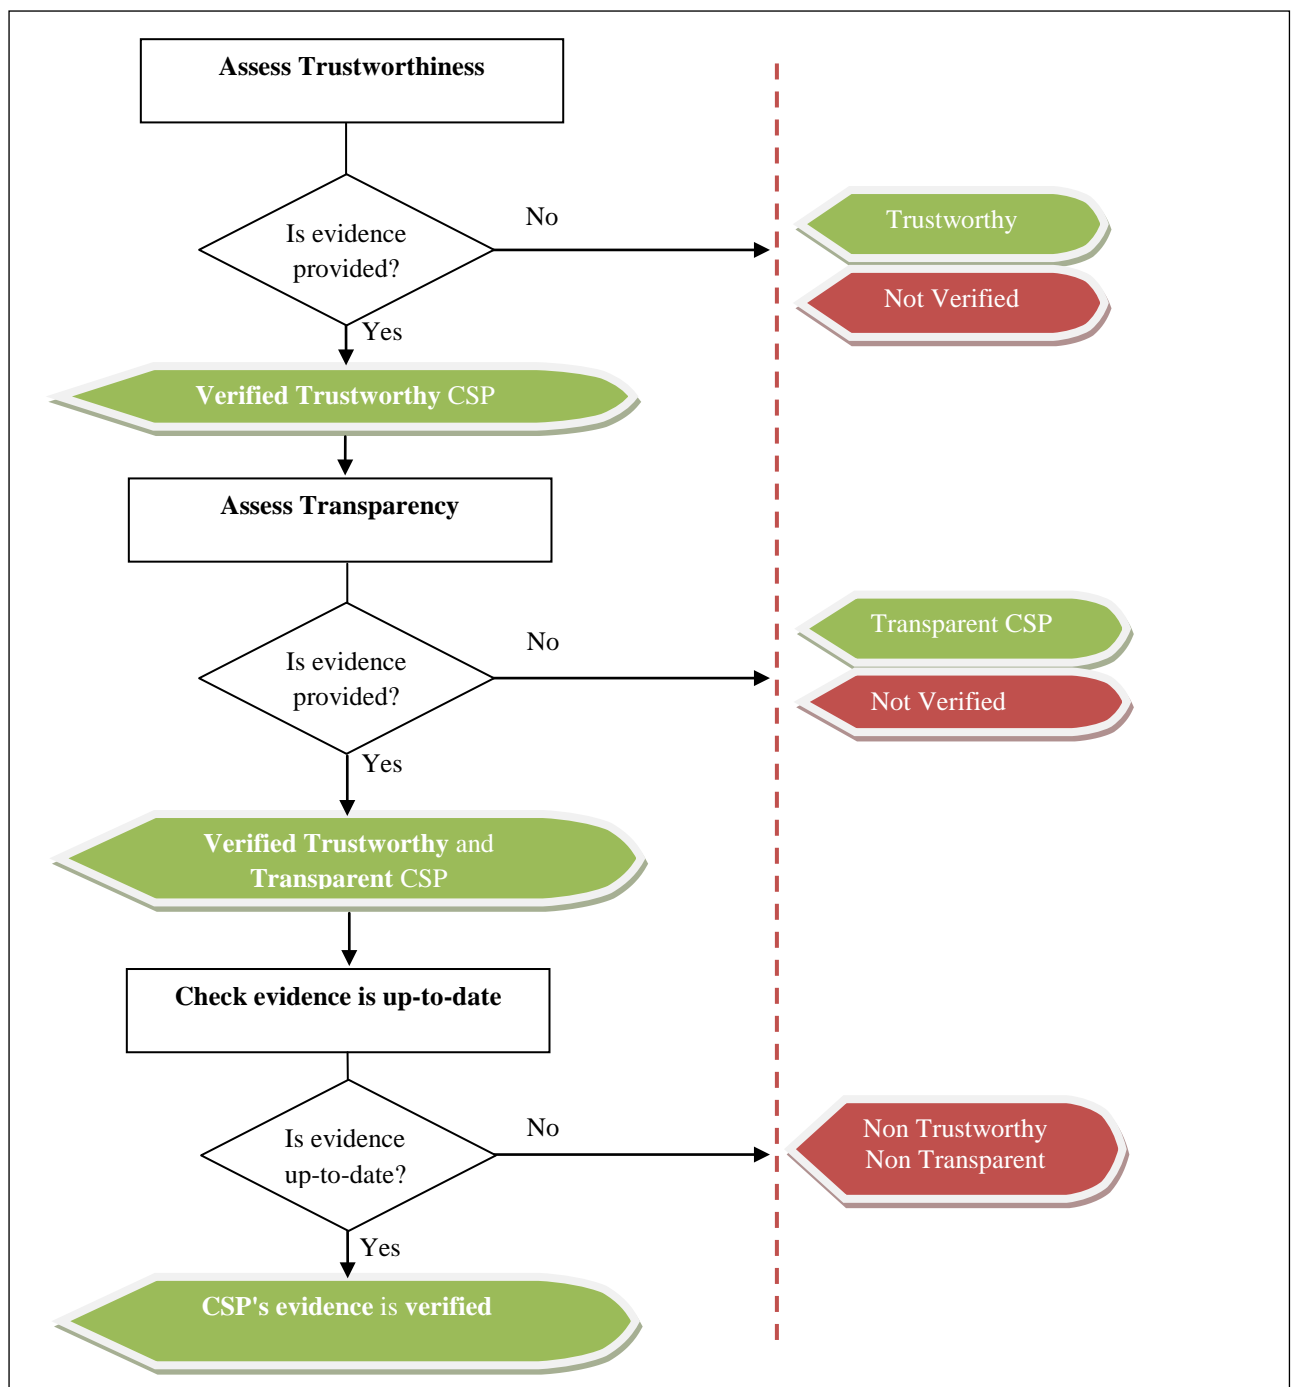 Assess Trustworthiness
No
Is evidence
provided?
Trustworthy
Not Verified
Yes
Verified Trustworthy CSP
Assess Transparency
No
Is evidence
provided?
Transparent CSP
Not Verified
Yes
Verified Trustworthy and
Transparent CSP
Check evidence is up-to-date
No
Is evidence
up-to-date?
Non Trustworthy
Non Transparent
Yes
CSP's evidence is verified